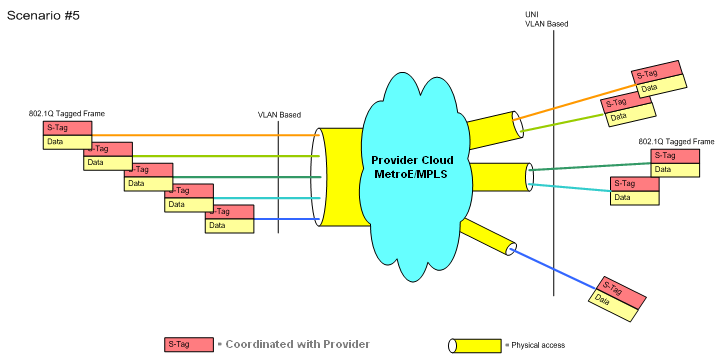 Scenario #5
UNI
VLAN Based
802.1Q Tagged Frame
VLAN Based
S-Tag
Data
S-Tag
Data
S-Tag
Data
S-Tag
Data
S-Tag
Data
Provider Cloud
MetroE/MPLS
S-Tag
Data
S-Tag
Data
802.1Q Tagged Frame
S-Tag
Data
S-Tag
Data
S-Tag
Data
S-Tag = Coordinated with Provider
= Physical access